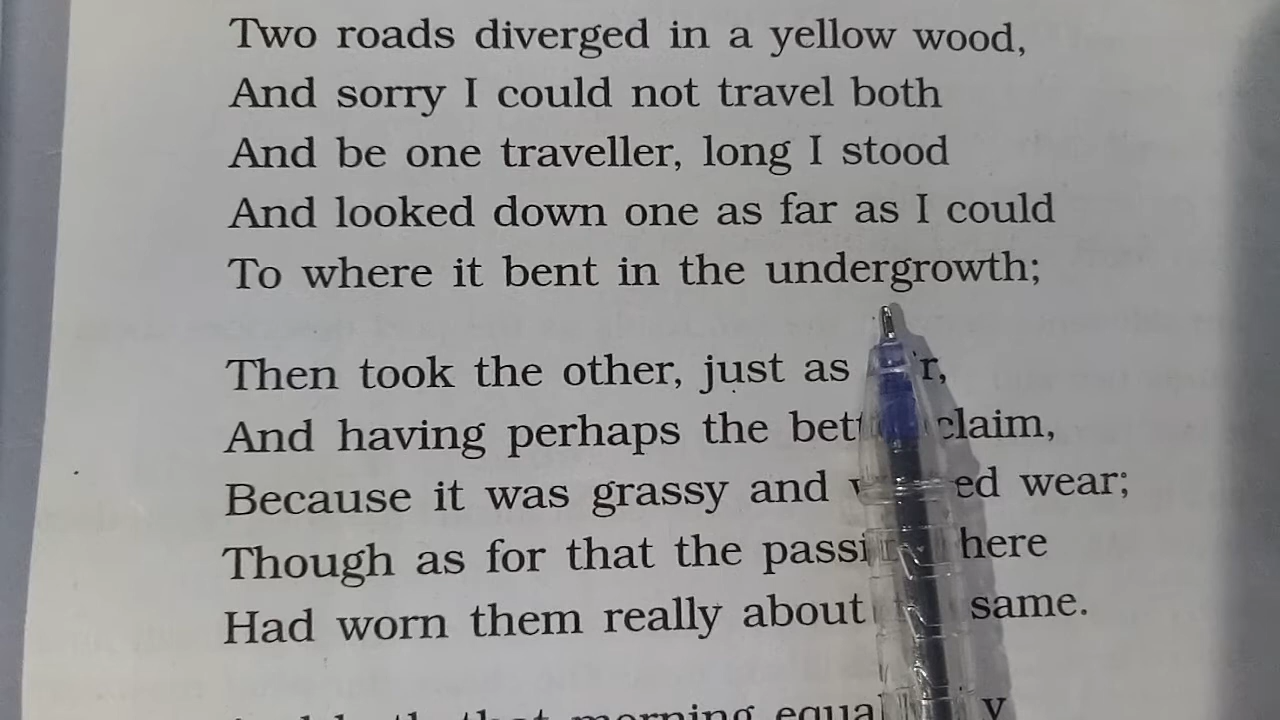 Two roads diverged in a yellow wood,
And sorry I could not travel both
And be one traveller, long I stood
And looked down one as far as I could
To where it bent in the undergrowth;
Then took the other, just as
And having perhaps the claim,
Because it was grassy and wear;
Though as for that the here
Had worn them really about same.
that morning